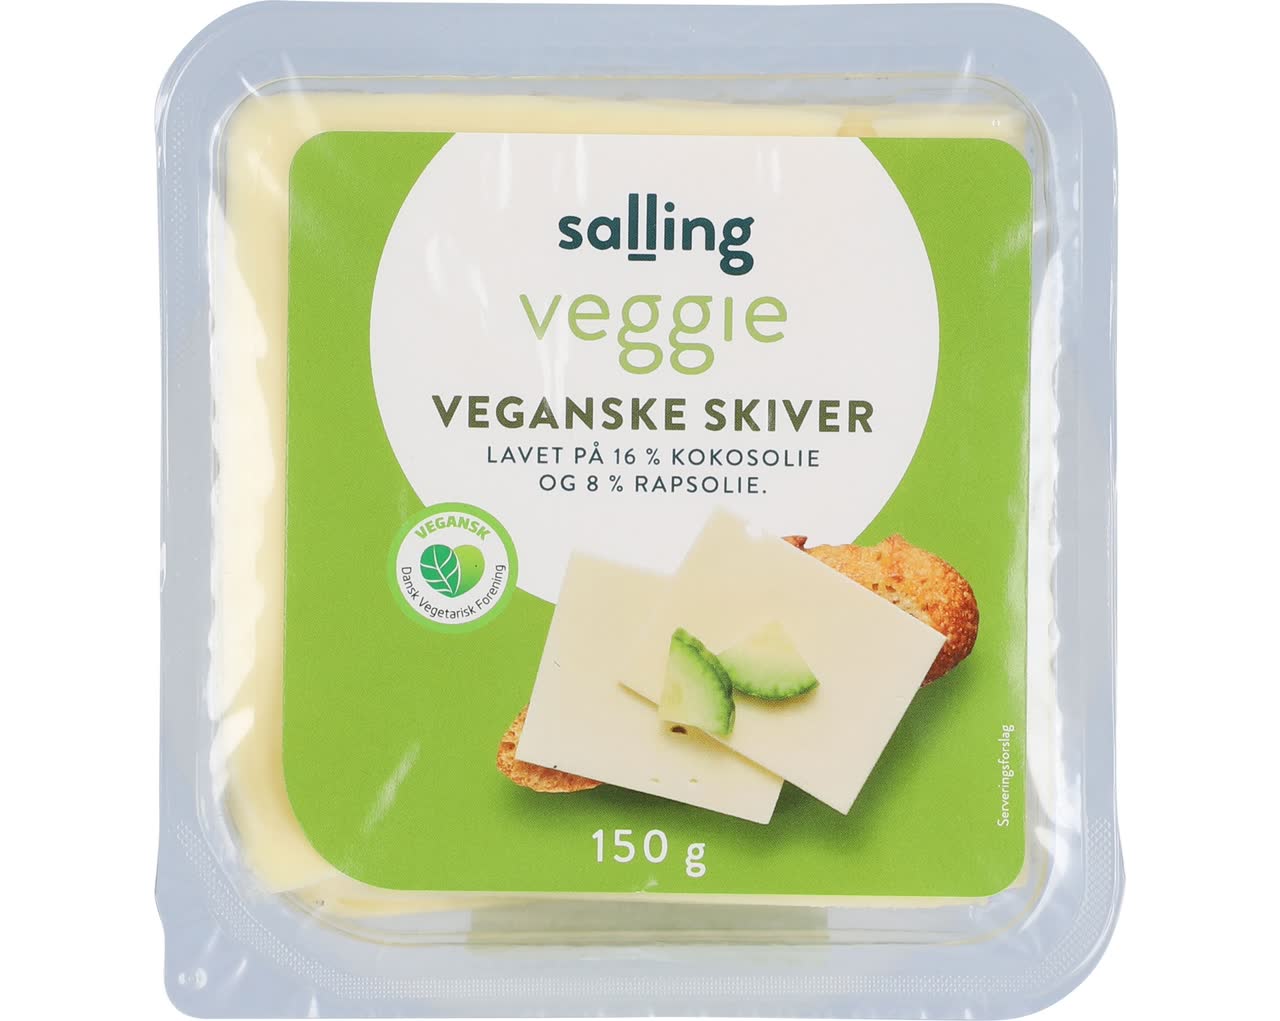 salling
veggie
VEGANSKE SKIVER
LAVET PÅ 16 % KOKOSOLIE
OG 8 % RAPSOLIE.
VEGANSK
Dansk Vegetarisk Forening
Serveringsforslag
150 g